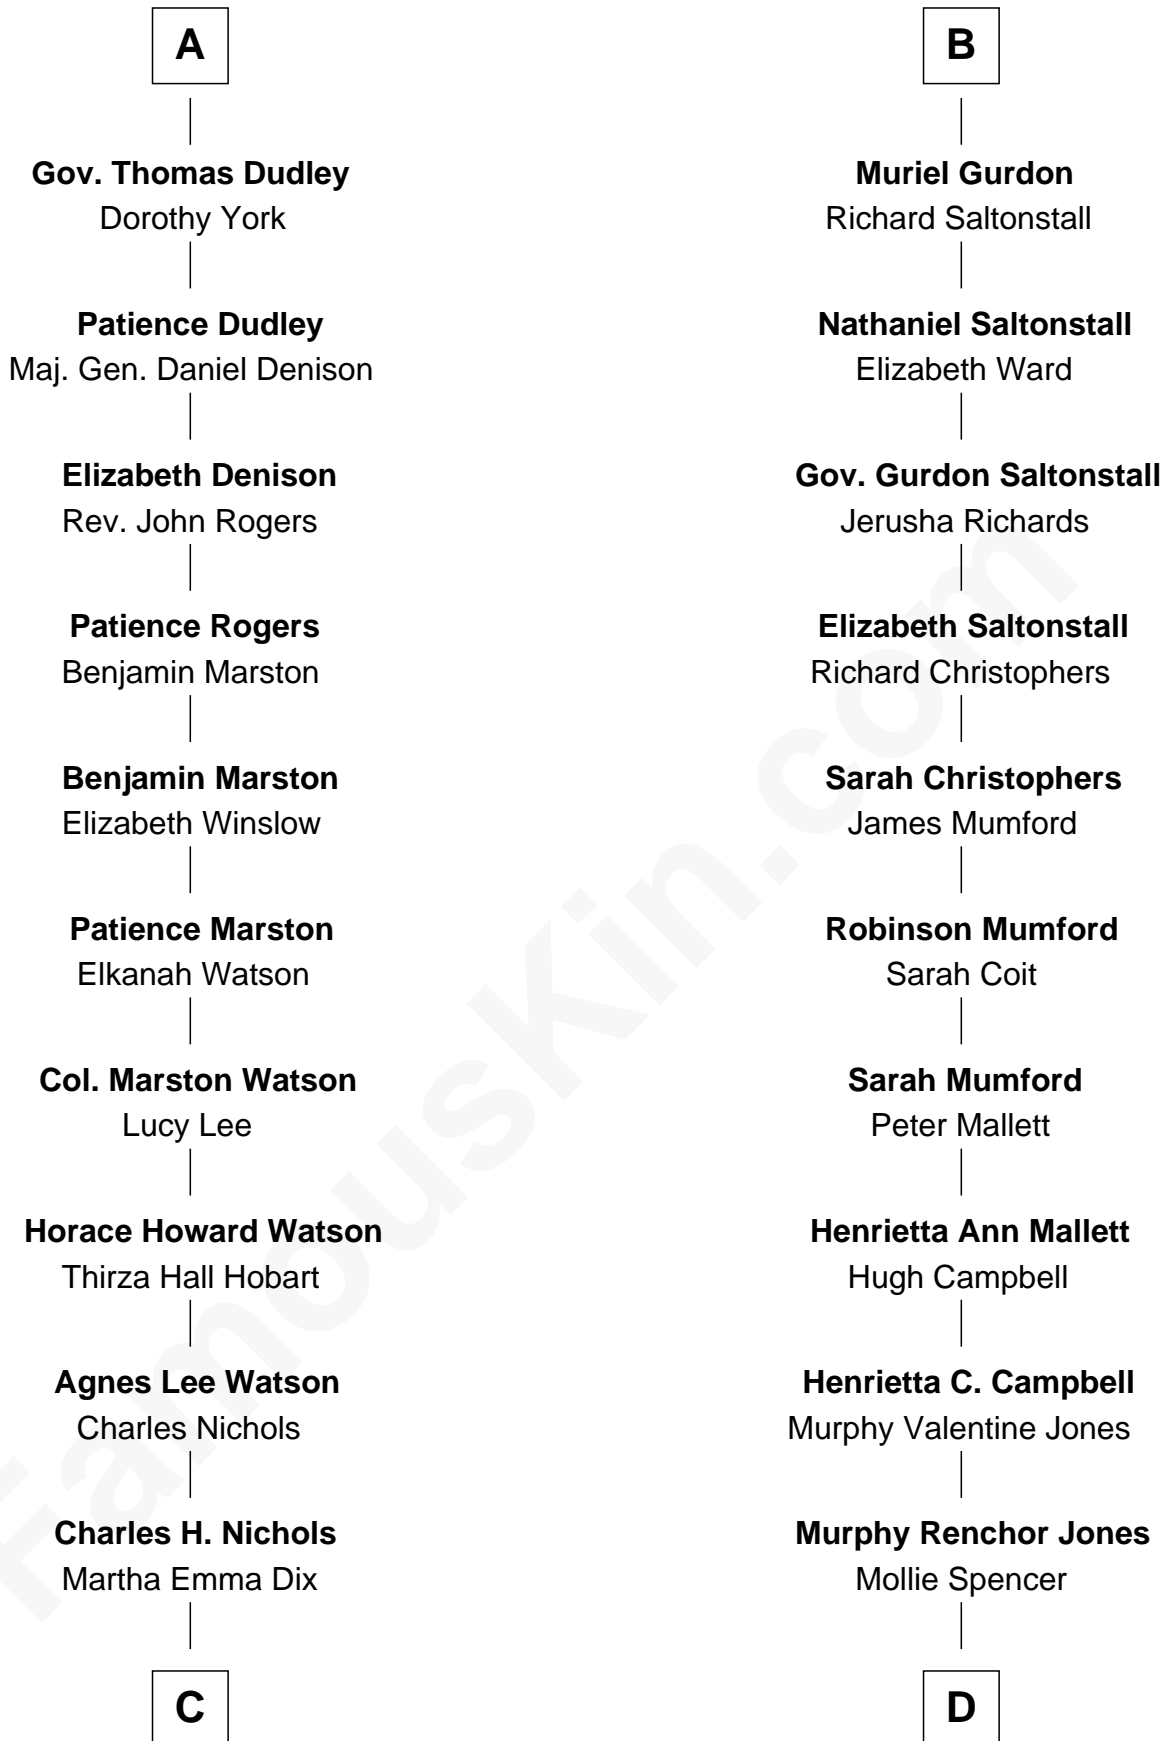 A
Gov. Thomas Dudley
Dorothy York
Patience Dudley
Maj. Gen. Daniel Denison
Elizabeth Denison
Rev. John Rogers
Patience Rogers
Benjamin Marston
Benjamin Marston
Elizabeth Winslow
Patience Marston
Elkanah Watson
Col. Marston Watson
Lucy Lee
Horace Howard Watson
Thirza Hall Hobart
Agnes Lee Watson
Charles Nichols
Charles H. Nichols
Martha Emma Dix
C
B
Muriel Gurdon
Richard Saltonstall
Nathaniel Saltonstall
Elizabeth Ward
Gov. Gurdon Saltonstall
Jerusha Richards
Elizabeth Saltonstall
Richard Christophers
Sarah Christophers
James Mumford
Robinson Mumford
Sarah Coit
Sarah Mumford
Peter Mallett
Henrietta Ann Mallett
Hugh Campbell
Henrietta C. Campbell
Murphy Valentine Jones
Murphy Renchor Jones
Mollie Spencer
D
FamousKin.com